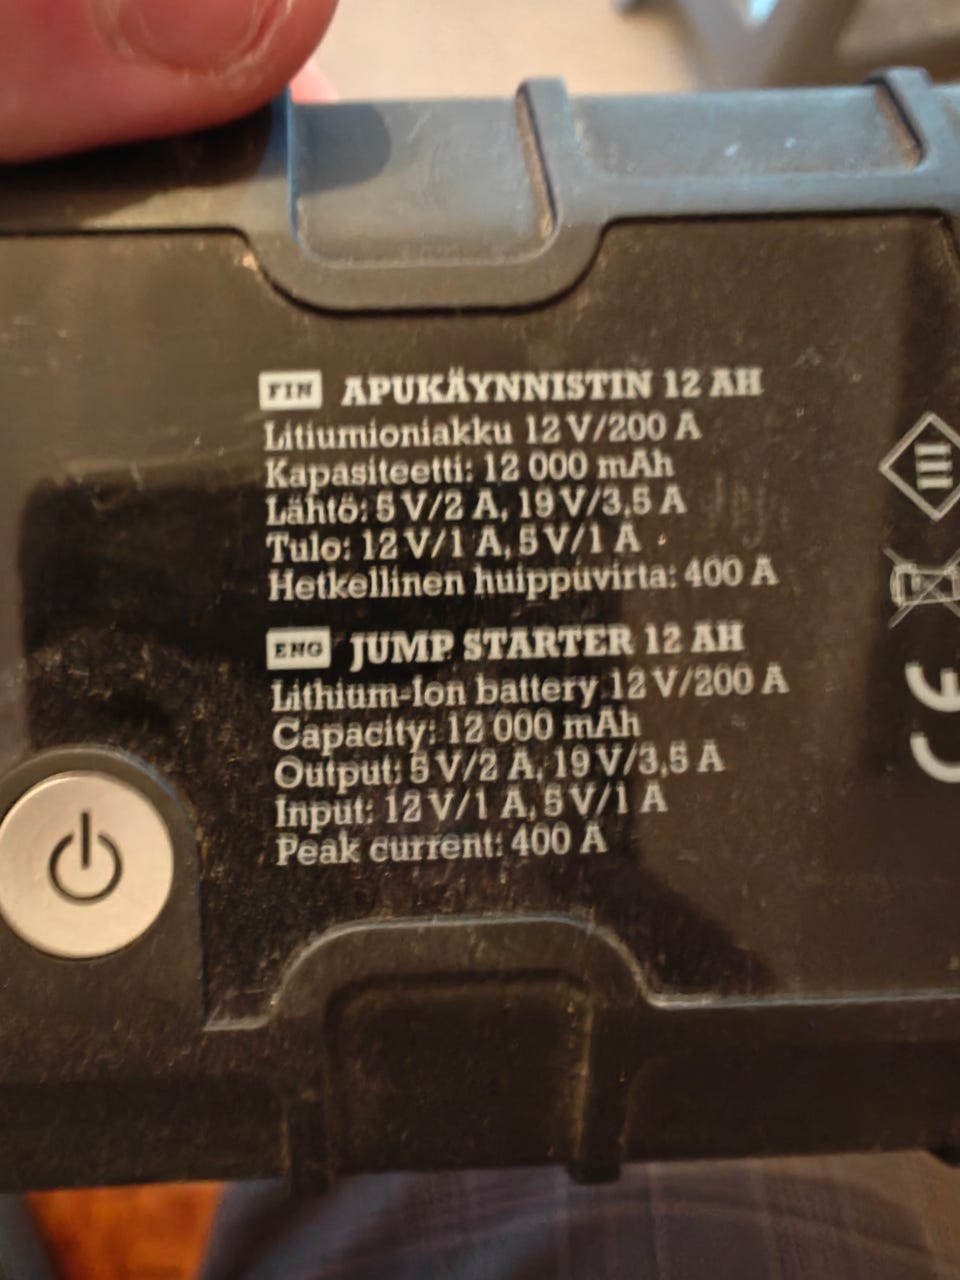 FIN APUKÄYNNISTIN 12 AH
Litiumioniakku 12 V/200 A
Kapasiteetti: 12 000 mAh
Lähtö: 5 V/2 A, 19 V/3,5 A
Tulo: 12 V/1 A, 5 V/1 A
Hetkellinen huippuvirta: 400 A
ENG JUMP STARTER 12 AH
Lithium-Ion battery 12 V/200 A
Capacity: 12 000 mAh
Output: 5 V/2 A, 19 V/3,5 A
Input: 12 V/1 A, 5 V/1 A
Peak current: 400 A
III
CE